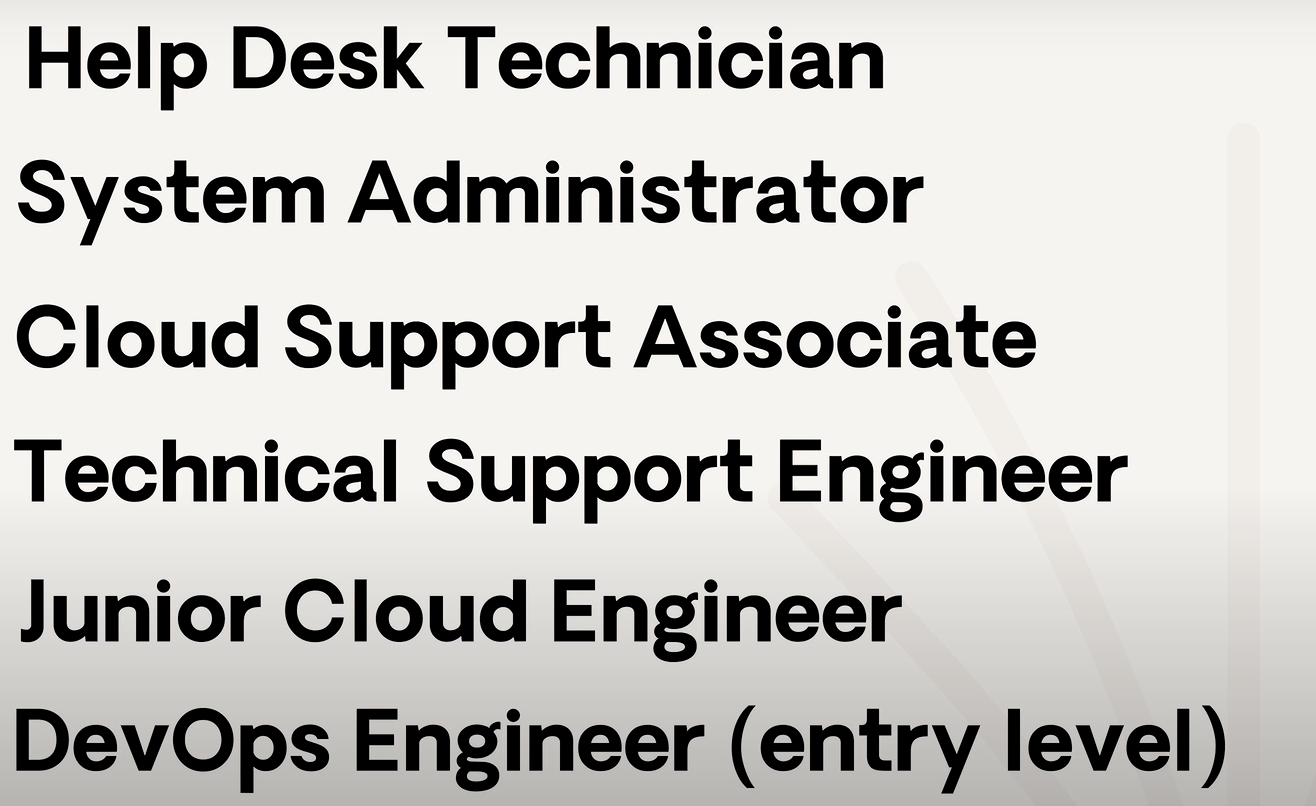 Help Desk Technician
System Administrator
Cloud Support Associate
Technical Support Engineer
Junior Cloud Engineer
DevOps Engineer (entry level)